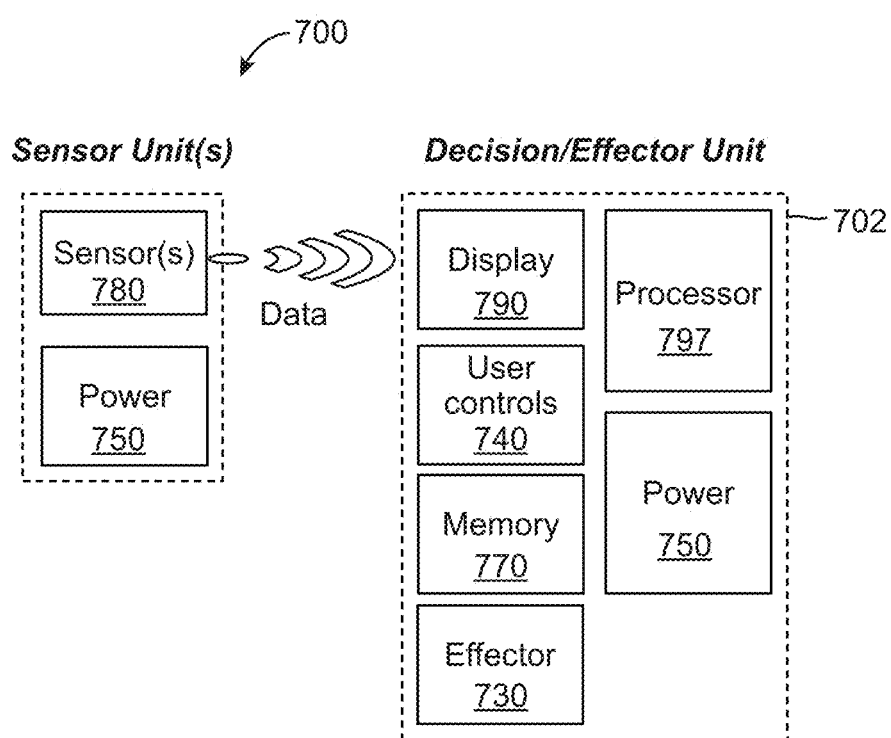 700
Sensor Unit(s)
Decision/Effector Unit
702
Sensor(s)
780
Data
Power
750
Display
790
User
controls
740
Memory
770
Effector
730
Processor
797
Power
750